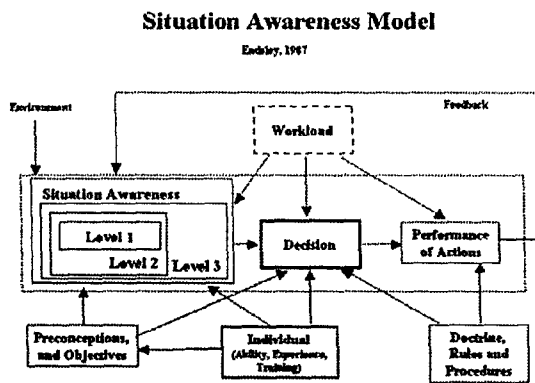 Situation Awareness Model
Endsley, 1987
Environment
Feedback
Workload
Situation Awareness
Level 1
Level 2
Level 3
Decision
Performance
of Actions
Preconceptions,
and Objectives
Individual
(Ability, Experience,
Training)
Doctrine,
Rules and
Procedures